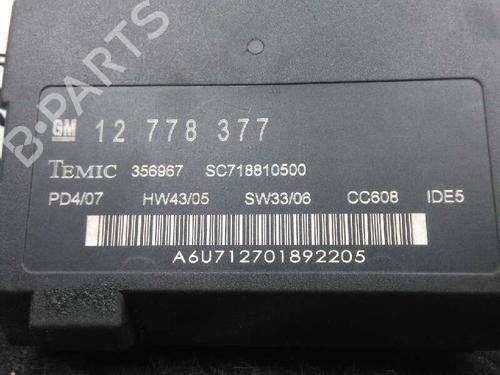 GM 12 778 377
TEMIC 356967 SC718810500
PD4/07 HW43/05 SW33/06 CC608 IDE5
A6U712701892205
B-PARTS